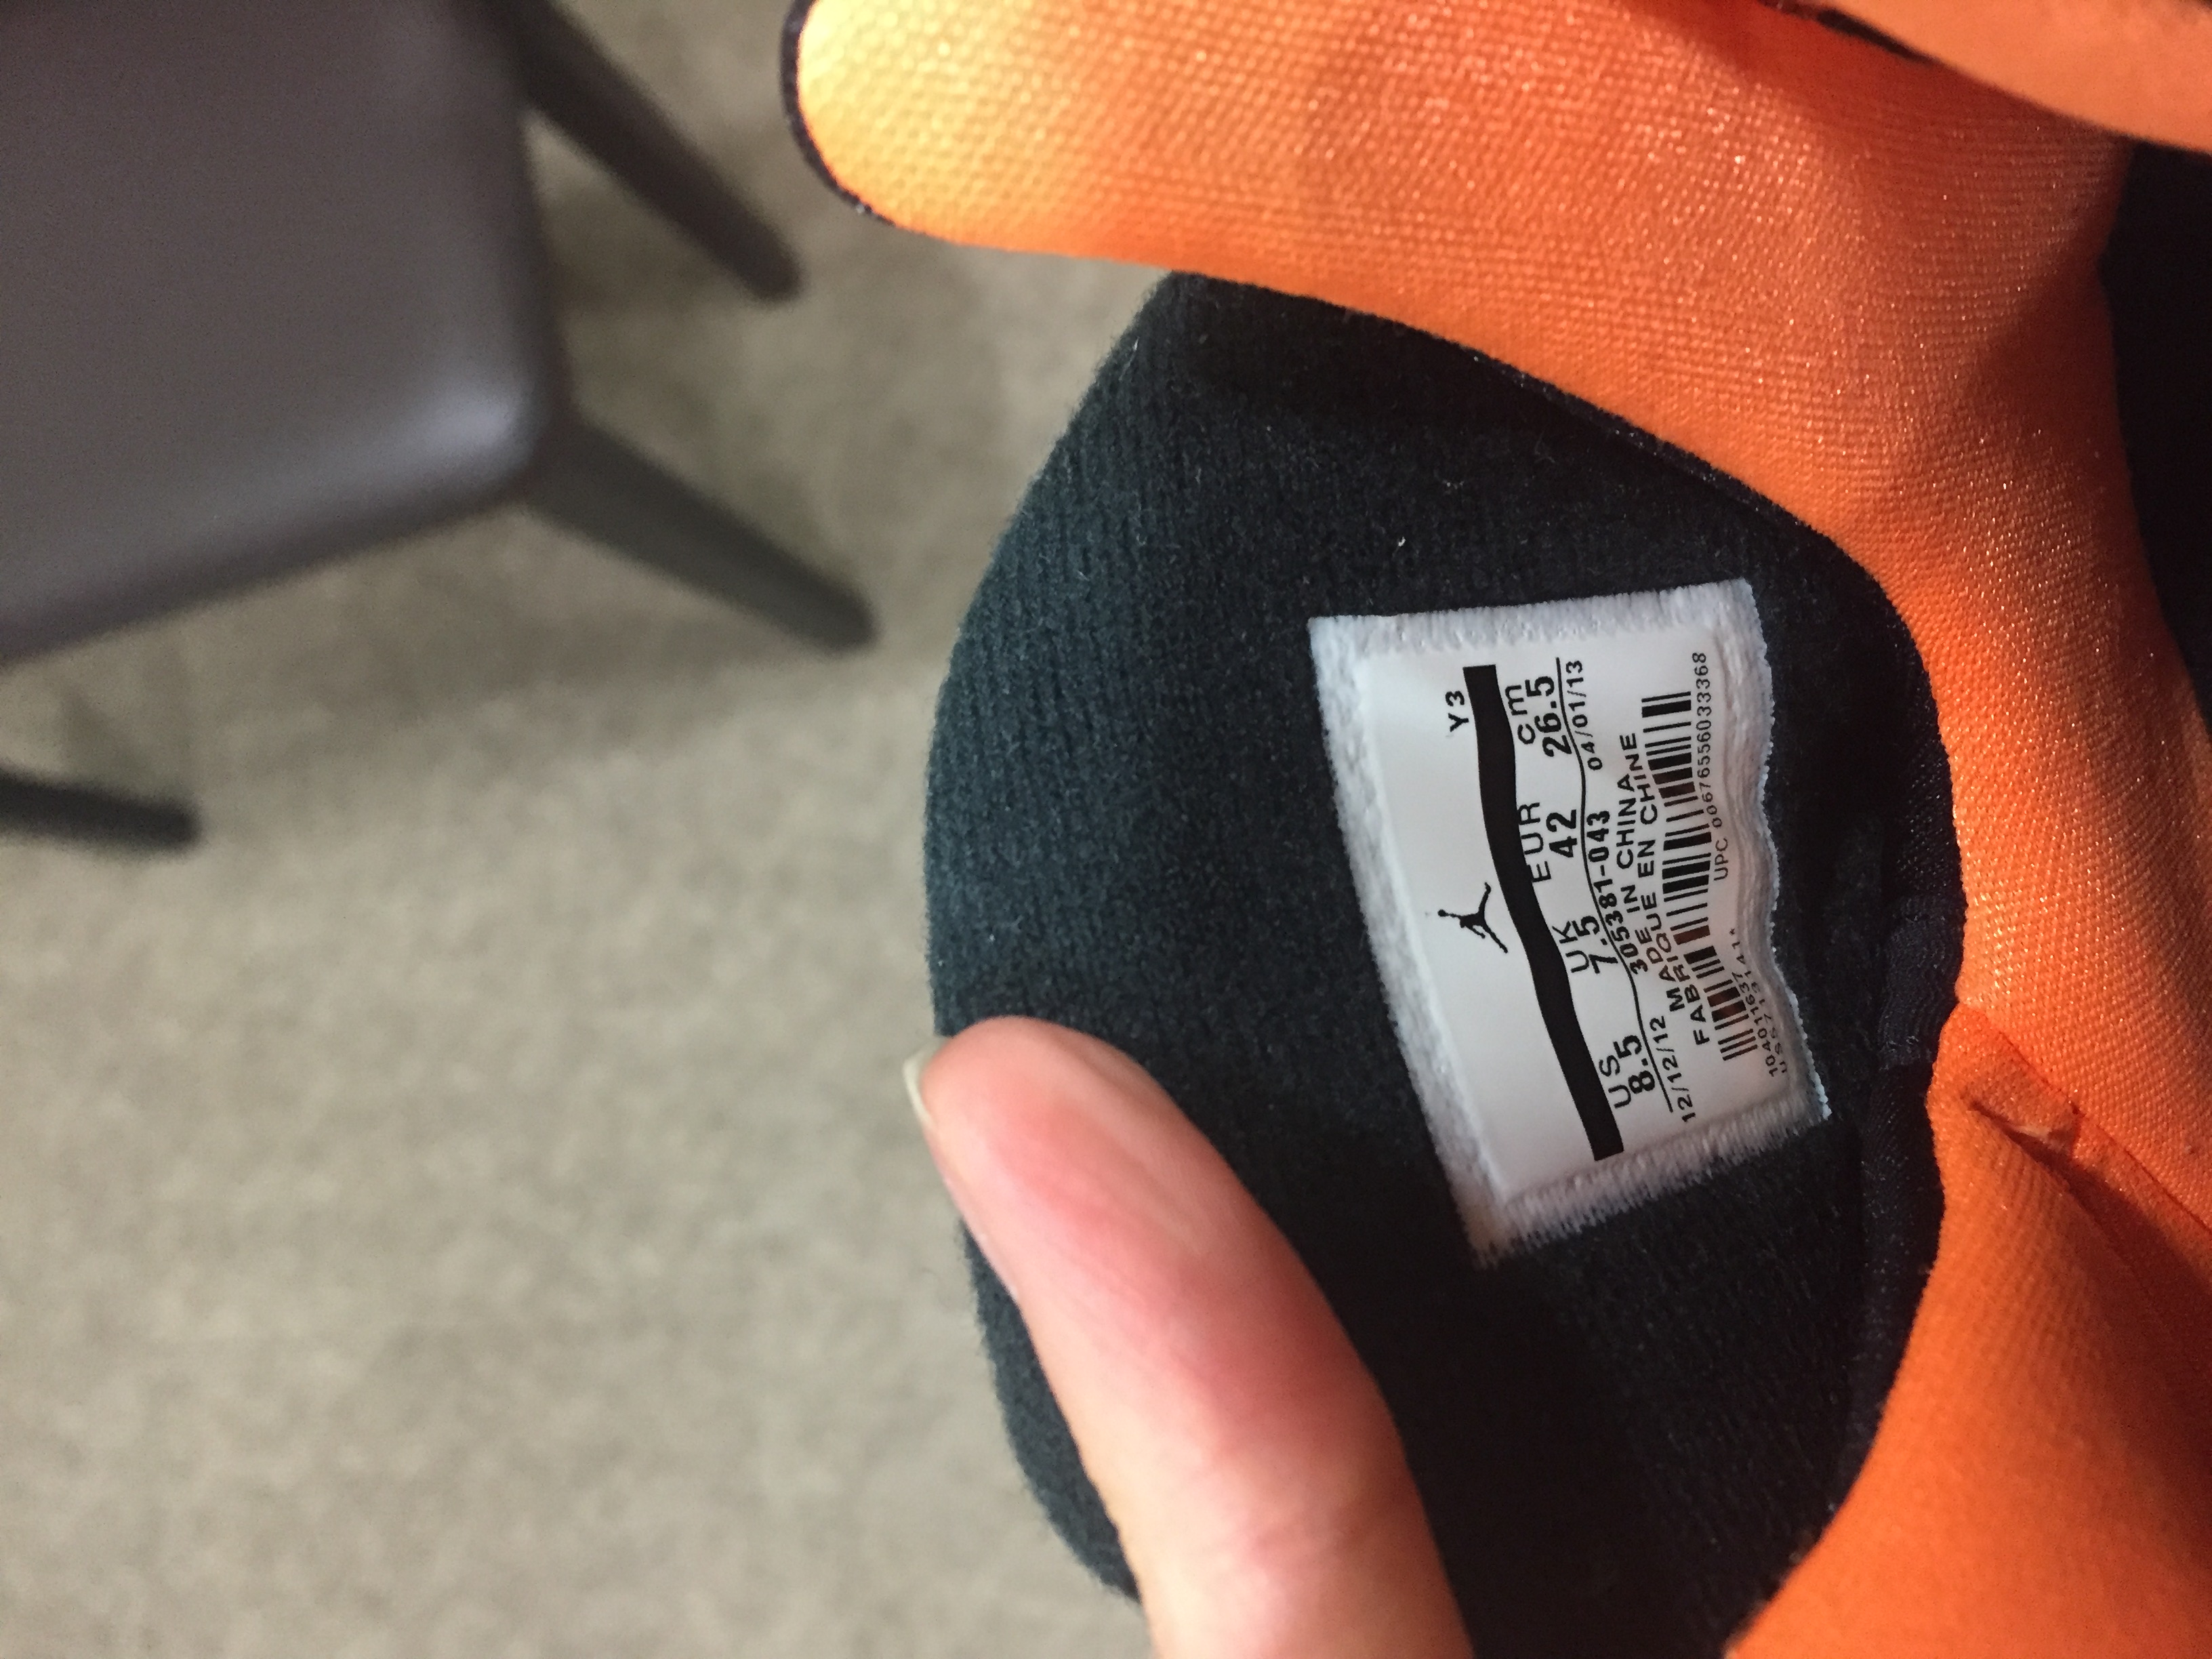 Y3
US UK EUR cm
8.5 7.5 42 26.5
12/12/12 305381-043 04/01/13
MADE IN CHINA
FABRIQUE EN CHINE
UPC 00676556033368